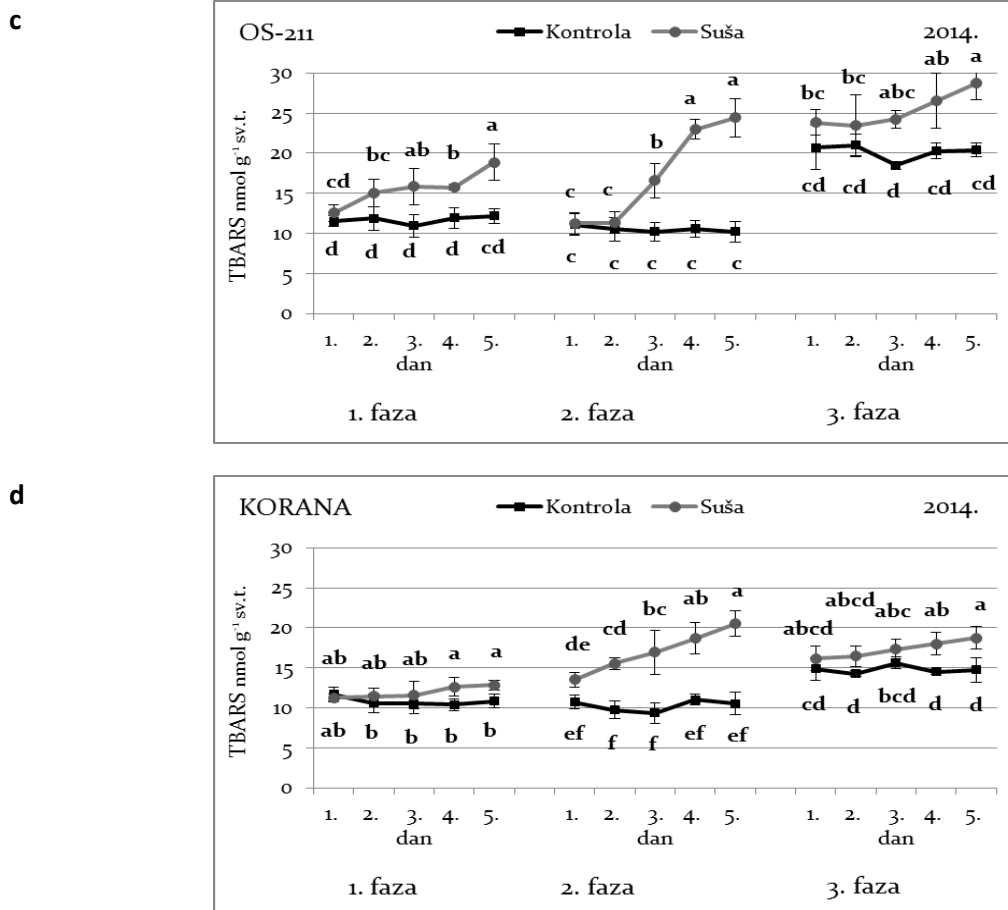 c
OS-211 Kontrola Suša 2014.
TBARS nmol g⁻¹ sv.t.
30
25
20
15
10
5
0
cd bc ab b a
d d d d cd
c c b a a
c c c c c
bc bc abc ab a
cd cd d cd cd
1. 2. 3. 4. 5. 1. 2. 3. 4. 5. 1. 2. 3. 4. 5.
dan dan dan
1. faza 2. faza 3. faza
d
KORANA Kontrola Suša 2014.
TBARS nmol g⁻¹ sv.t.
30
25
20
15
10
5
0
ab ab ab a a
ab b b b b
de cd bc ab a
ef f f ef ef
abcd abcd abc ab a
cd d bcd d d
1. 2. 3. 4. 5. 1. 2. 3. 4. 5. 1. 2. 3. 4. 5.
dan dan dan
1. faza 2. faza 3. faza